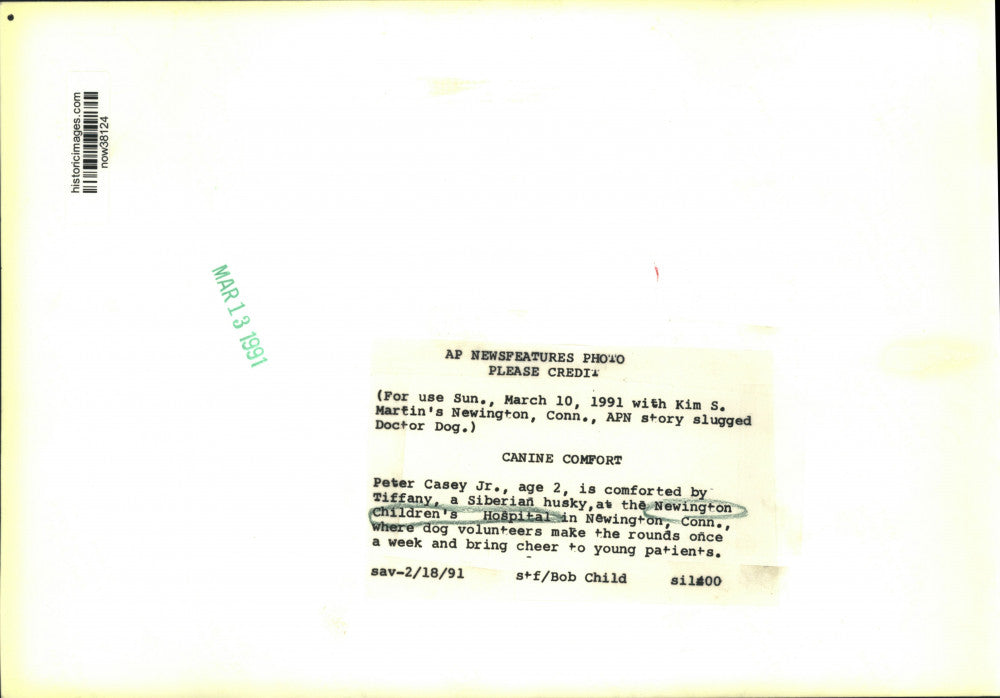 historicimages.com
now38124
MAR 13 1991
AP NEWSFEATURES PHOTO
PLEASE CREDIT
(For use Sun., March 10, 1991 with Kim S.
Martin's Newington, Conn., APN story slugged
Doctor Dog.)
CANINE COMFORT
Peter Casey Jr., age 2, is comforted by
Tiffany, a Siberian husky,at the Newington
Children's Hospital in Newington, Conn.,
where dog volunteers make the rounds once
a week and bring cheer to young patients.
sav-2/18/91 stf/Bob Child